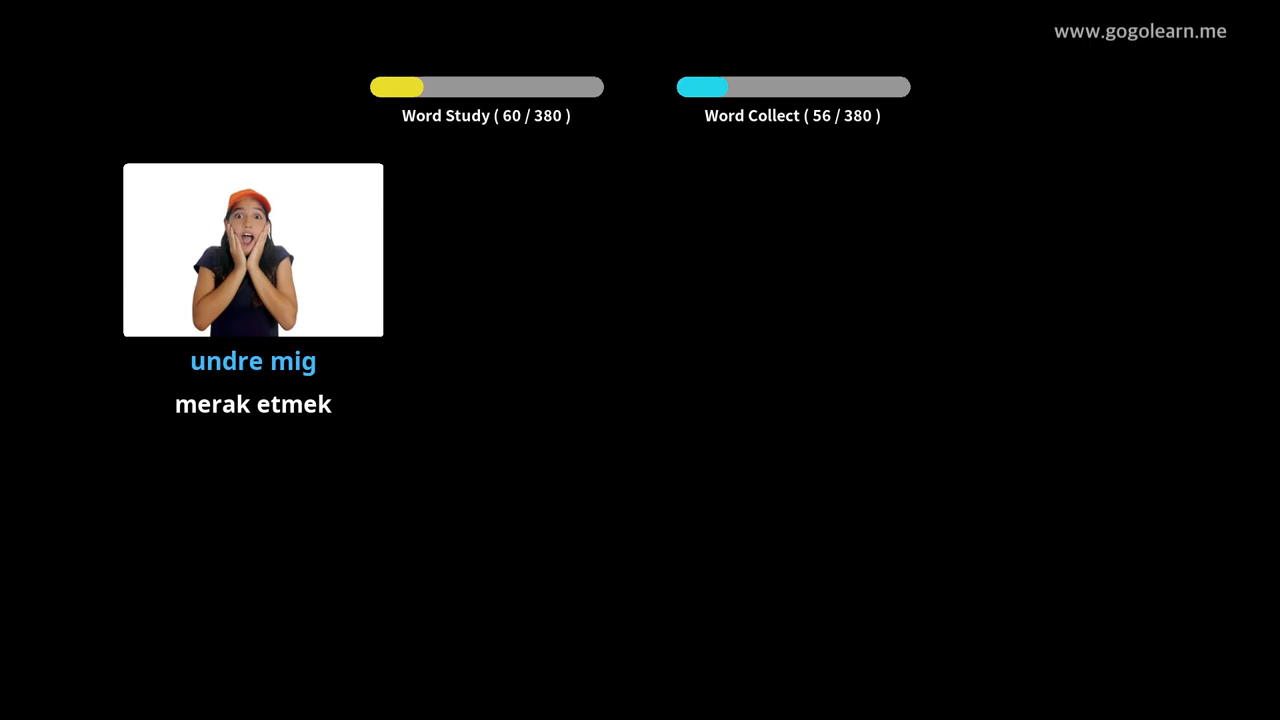 www.gogolearn.me
Word Study ( 60 / 380 )
Word Collect ( 56 / 380 )
undre mig
merak etmek